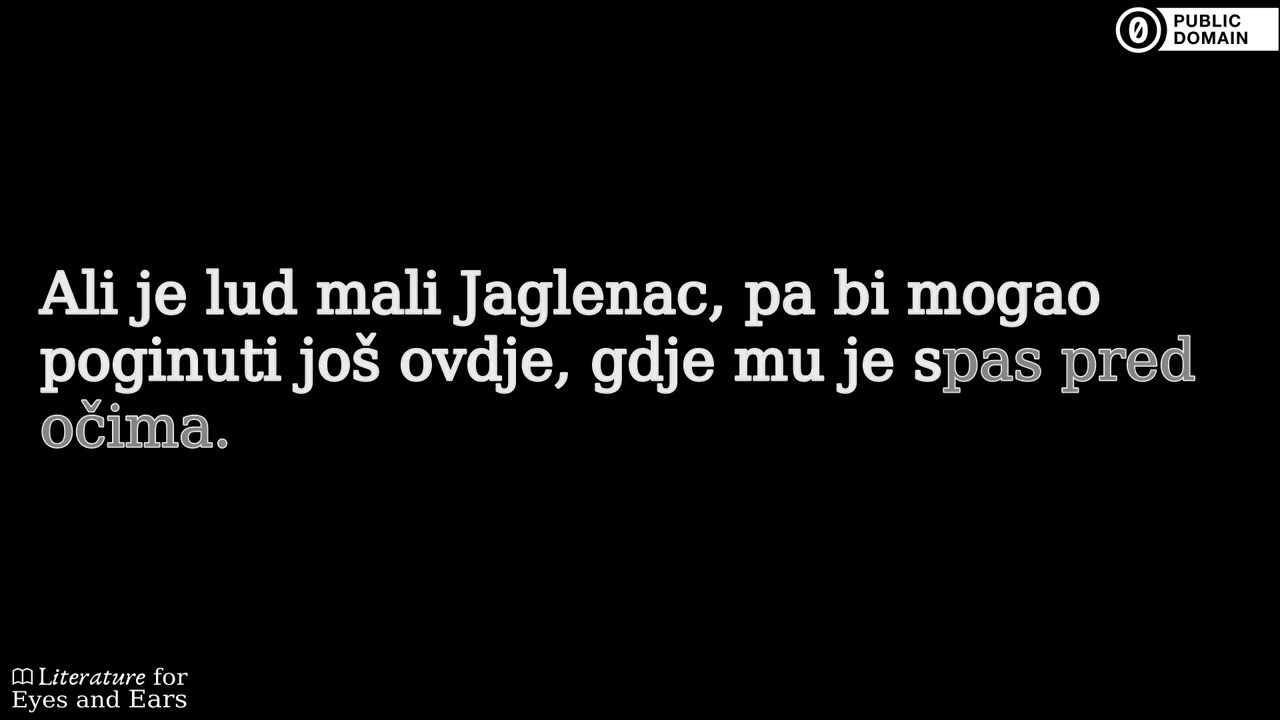 PUBLIC
DOMAIN
Ali je lud mali Jaglenac, pa bi mogao
poginuti još ovdje, gdje mu je spas pred
očima.
Literature for
Eyes and Ears